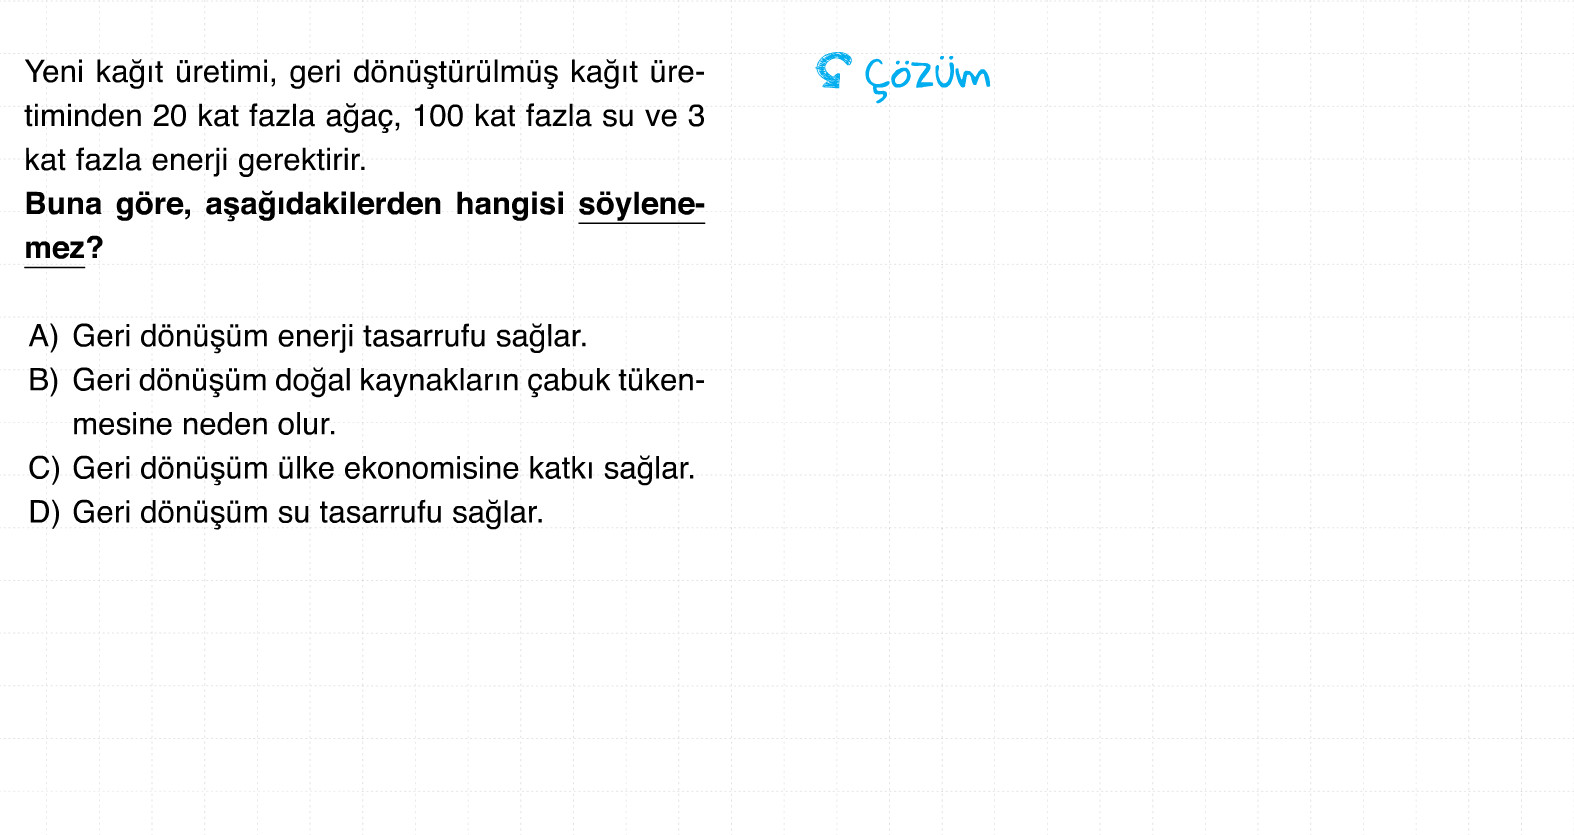 Yeni kağıt üretimi, geri dönüştürülmüş kağıt üre-
timinden 20 kat fazla ağaç, 100 kat fazla su ve 3
kat fazla enerji gerektirir.
Buna göre, aşağıdakilerden hangisi söylene-
mez?
A) Geri dönüşüm enerji tasarrufu sağlar.
B) Geri dönüşüm doğal kaynakların çabuk tüken-
mesine neden olur.
C) Geri dönüşüm ülke ekonomisine katkı sağlar.
D) Geri dönüşüm su tasarrufu sağlar.
Çözüm